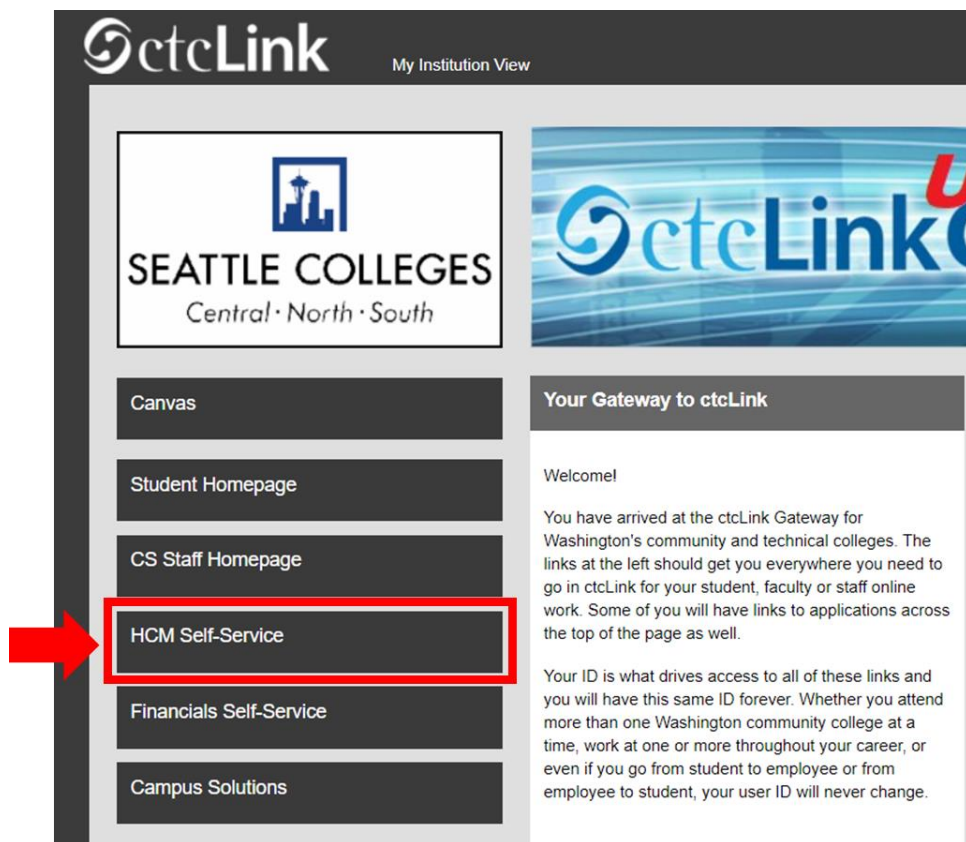 ctcLink
My Institution View
SEATTLE COLLEGES
Central · North · South
ctcLink
Canvas
Student Homepage
CS Staff Homepage
HCM Self-Service
Financials Self-Service
Campus Solutions
Your Gateway to ctcLink
Welcome!
You have arrived at the ctcLink Gateway for
Washington's community and technical colleges. The
links at the left should get you everywhere you need to
go in ctcLink for your student, faculty or staff online
work. Some of you will have links to applications across
the top of the page as well.
Your ID is what drives access to all of these links and
you will have this same ID forever. Whether you attend
more than one Washington community college at a
time, work at one or more throughout your career, or
even if you go from student to employee or from
employee to student, your user ID will never change.